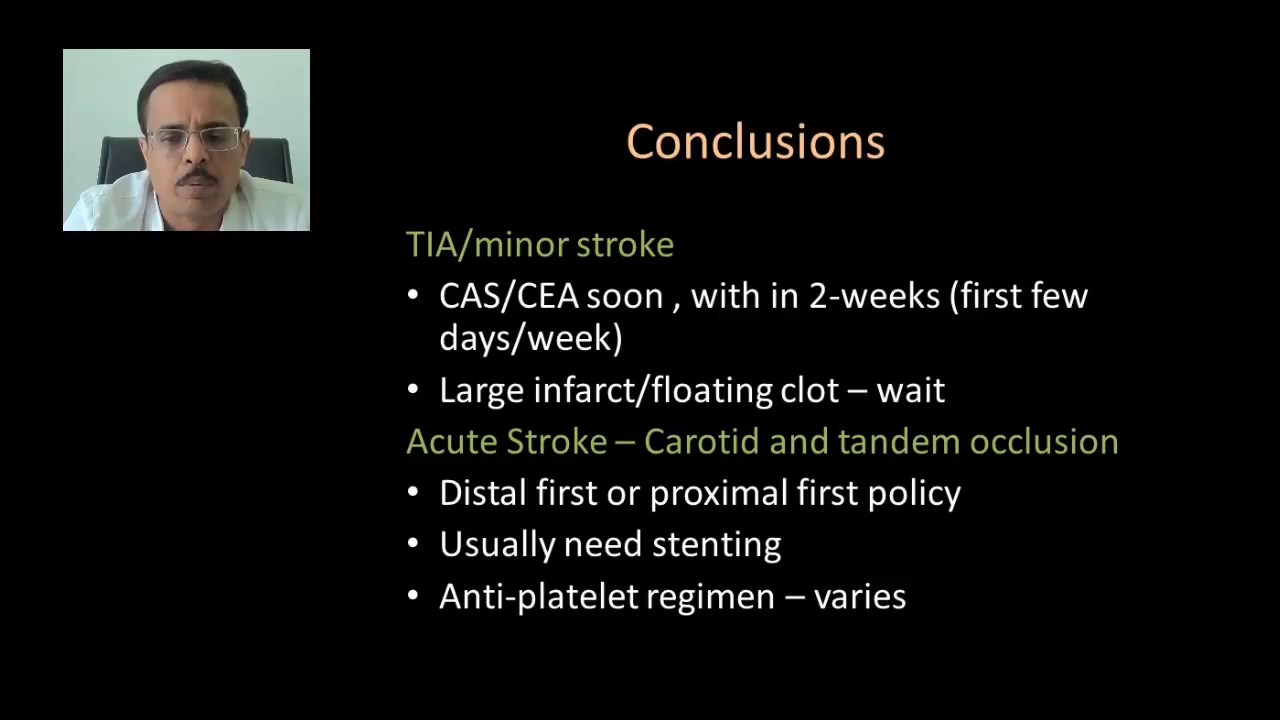 Conclusions
TIA/minor stroke
• CAS/CEA soon , with in 2-weeks (first few
days/week)
• Large infarct/floating clot – wait
Acute Stroke – Carotid and tandem occlusion
• Distal first or proximal first policy
• Usually need stenting
• Anti-platelet regimen – varies